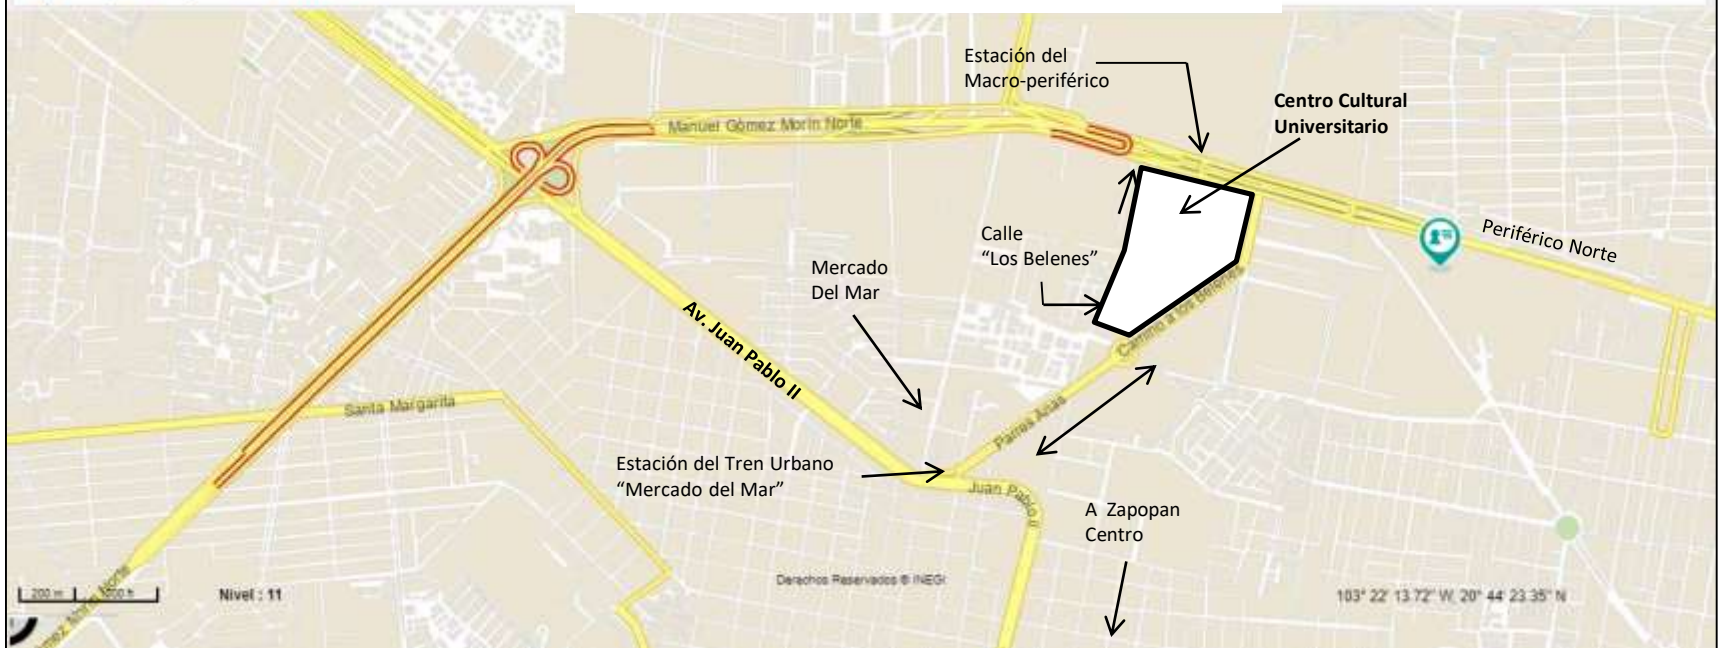 Estación del
Macro-periférico
Centro Cultural
Universitario
Manuel Gómez Morin Norte
Periférico Norte
Calle
“Los Belenes”
Mercado
Del Mar
Camino a los Belenes
Av. Juan Pablo II
Santa Margarita
Parres Arias
Estación del Tren Urbano
“Mercado del Mar”
Juan Pablo II
A Zapopan
Centro
Derechos Reservados © INEGI
200 m
Nivel : 11
103° 22' 13.72" W, 20° 44' 23.35" N